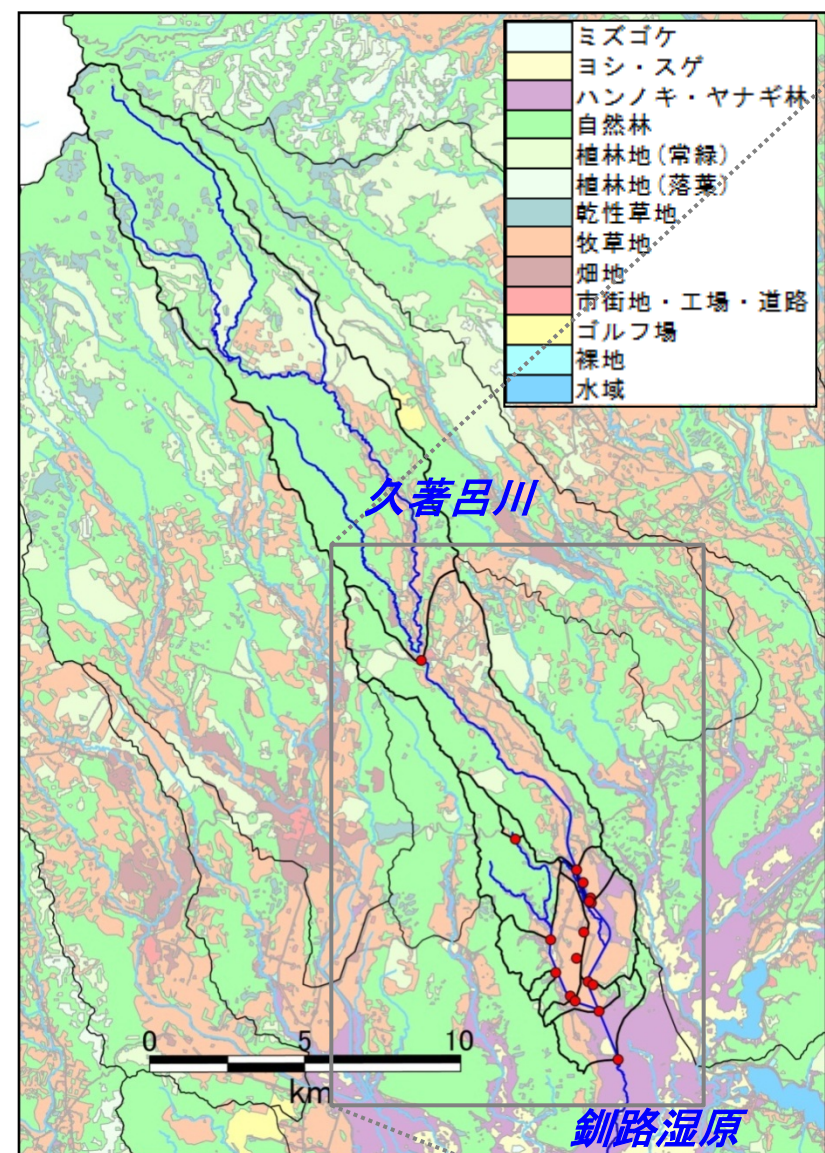 ミズゴケ
ヨシ・スゲ
ハンノキ・ヤナギ林
自然林
植林地(常緑)
植林地(落葉)
乾性草地
牧草地
畑地
市街地・工場・道路
ゴルフ場
裸地
水域
久著呂川
0 5 10
km
釧路湿原